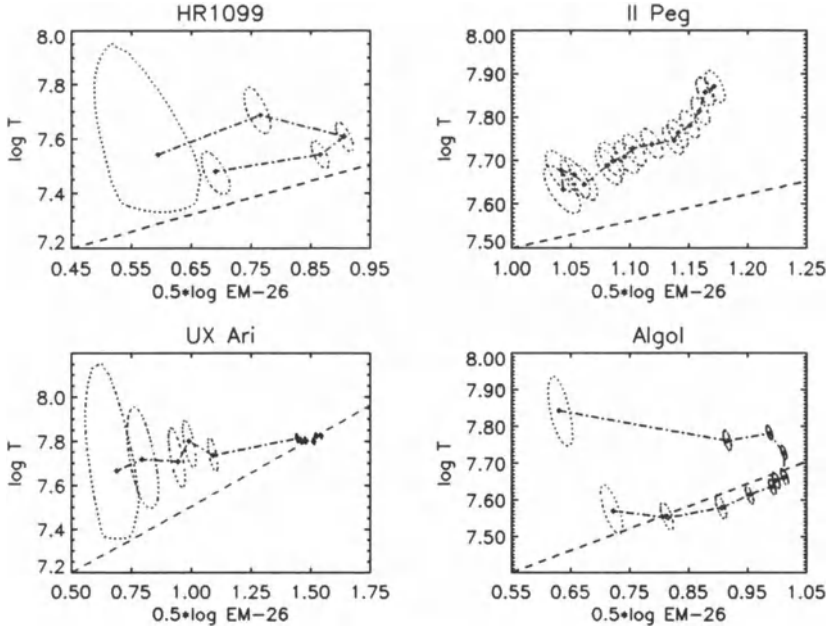 HR1099
8.0
7.8
7.6
7.4
7.2
log T
0.45 0.55 0.65 0.75 0.85 0.95
0.5*log EM-26
II Peg
8.00
7.90
7.80
7.70
7.60
7.50
log T
1.00 1.05 1.10 1.15 1.20 1.25
0.5*log EM-26
UX Ari
8.0
7.8
7.6
7.4
7.2
log T
0.50 0.75 1.00 1.25 1.50 1.75
0.5*log EM-26
Algol
8.00
7.90
7.80
7.70
7.60
7.50
7.40
log T
0.55 0.65 0.75 0.85 0.95 1.05
0.5*log EM-26